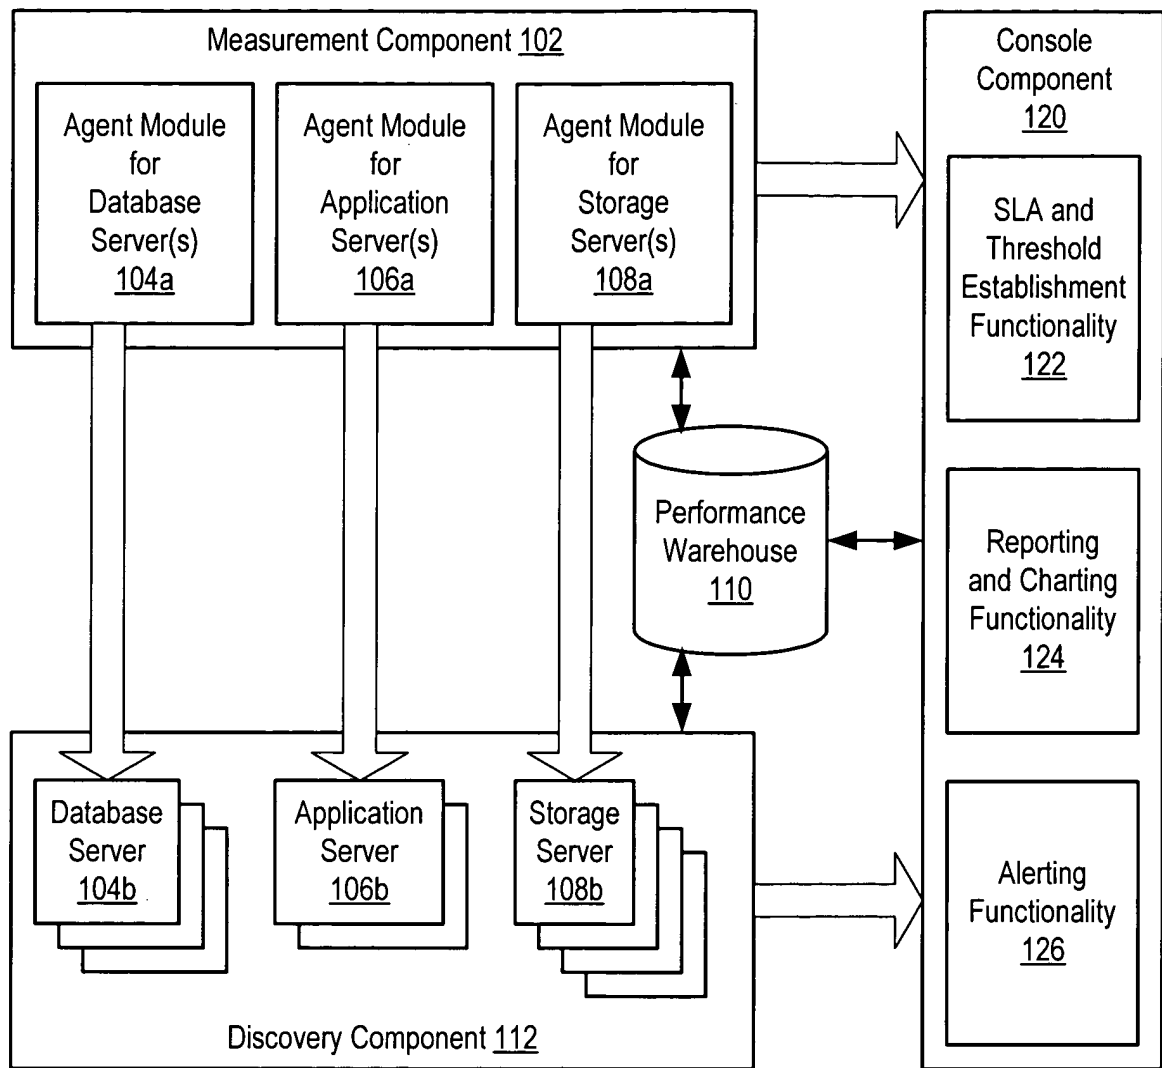 Measurement Component 102
Agent Module
for
Database
Server(s)
104a
Agent Module
for
Application
Server(s)
106a
Agent Module
for
Storage
Server(s)
108a
Console
Component
120
SLA and
Threshold
Establishment
Functionality
122
Performance
Warehouse
110
Reporting
and Charting
Functionality
124
Database
Server
104b
Application
Server
106b
Storage
Server
108b
Alerting
Functionality
126
Discovery Component 112